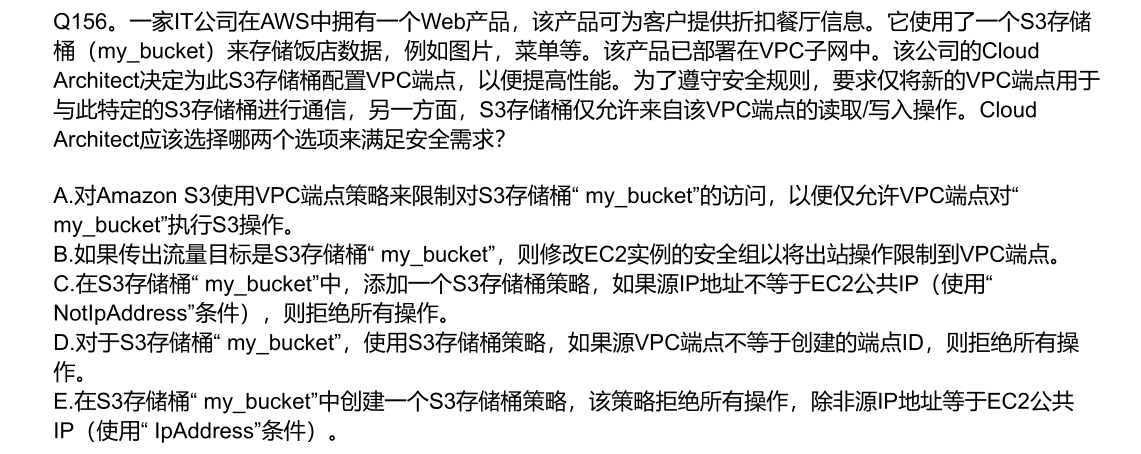 Q156。一家IT公司在AWS中拥有一个Web产品，该产品可为客户提供折扣餐厅信息。它使用了一个S3存储
桶（my_bucket）来存储饭店数据，例如图片，菜单等。该产品已部署在VPC子网中。该公司的Cloud
Architect决定为此S3存储桶配置VPC端点，以便提高性能。为了遵守安全规则，要求仅将新的VPC端点用于
与此特定的S3存储桶进行通信，另一方面，S3存储桶仅允许来自该VPC端点的读取/写入操作。Cloud
Architect应该选择哪两个选项来满足安全需求？
A.对Amazon S3使用VPC端点策略来限制对S3存储桶“ my_bucket”的访问，以便仅允许VPC端点对“
my_bucket”执行S3操作。
B.如果传出流量目标是S3存储桶“ my_bucket”，则修改EC2实例的安全组以将出站操作限制到VPC端点。
C.在S3存储桶“ my_bucket”中，添加一个S3存储桶策略，如果源IP地址不等于EC2公共IP（使用“
NotIpAddress”条件），则拒绝所有操作。
D.对于S3存储桶“ my_bucket”，使用S3存储桶策略，如果源VPC端点不等于创建的端点ID，则拒绝所有操
作。
E.在S3存储桶“ my_bucket”中创建一个S3存储桶策略，该策略拒绝所有操作，除非源IP地址等于EC2公共
IP（使用“ IpAddress”条件）。